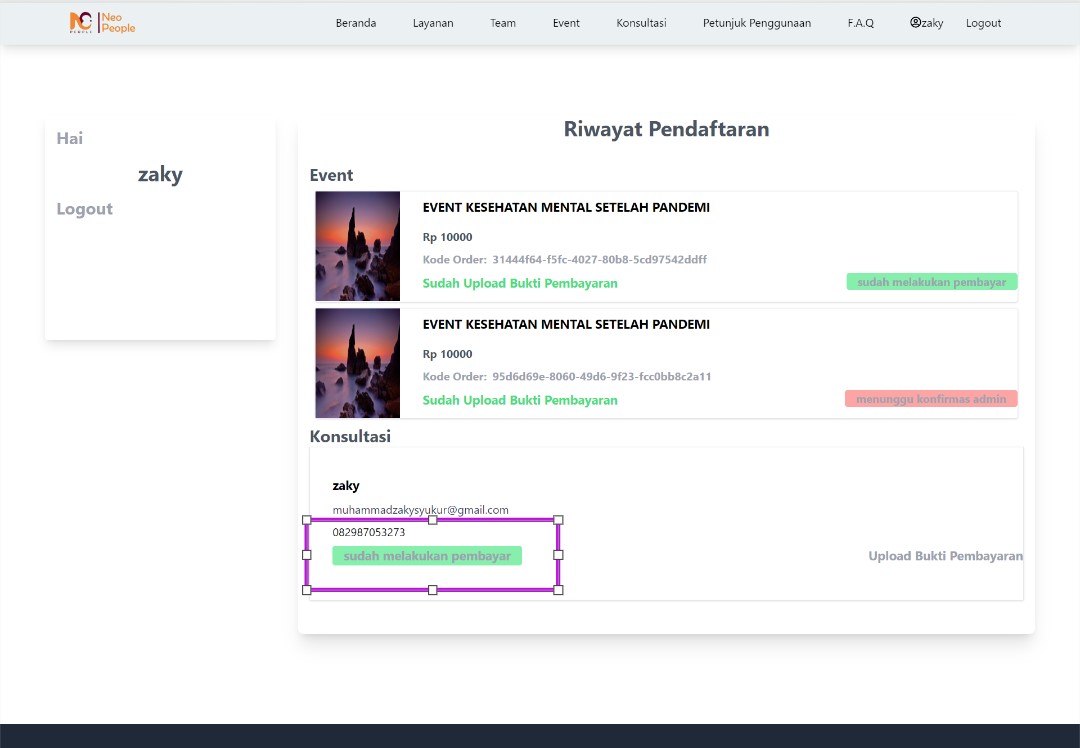 Neo
People
PEOPLE
Beranda Layanan Team Event Konsultasi Petunjuk Penggunaan F.A.Q zaky Logout
Hai
zaky
Logout
Riwayat Pendaftaran
Event
EVENT KESEHATAN MENTAL SETELAH PANDEMI
Rp 10000
Kode Order: 31444f64-f5fc-4027-80b8-5cd97542ddff
Sudah Upload Bukti Pembayaran
sudah melakukan pembayar
EVENT KESEHATAN MENTAL SETELAH PANDEMI
Rp 10000
Kode Order: 95d6d69e-8060-49d6-9f23-fcc0bb8c2a11
Sudah Upload Bukti Pembayaran
menunggu konfirmas admin
Konsultasi
zaky
muhammadzakysyukur@gmail.com
082987053273
sudah melakukan pembayar
Upload Bukti Pembayaran